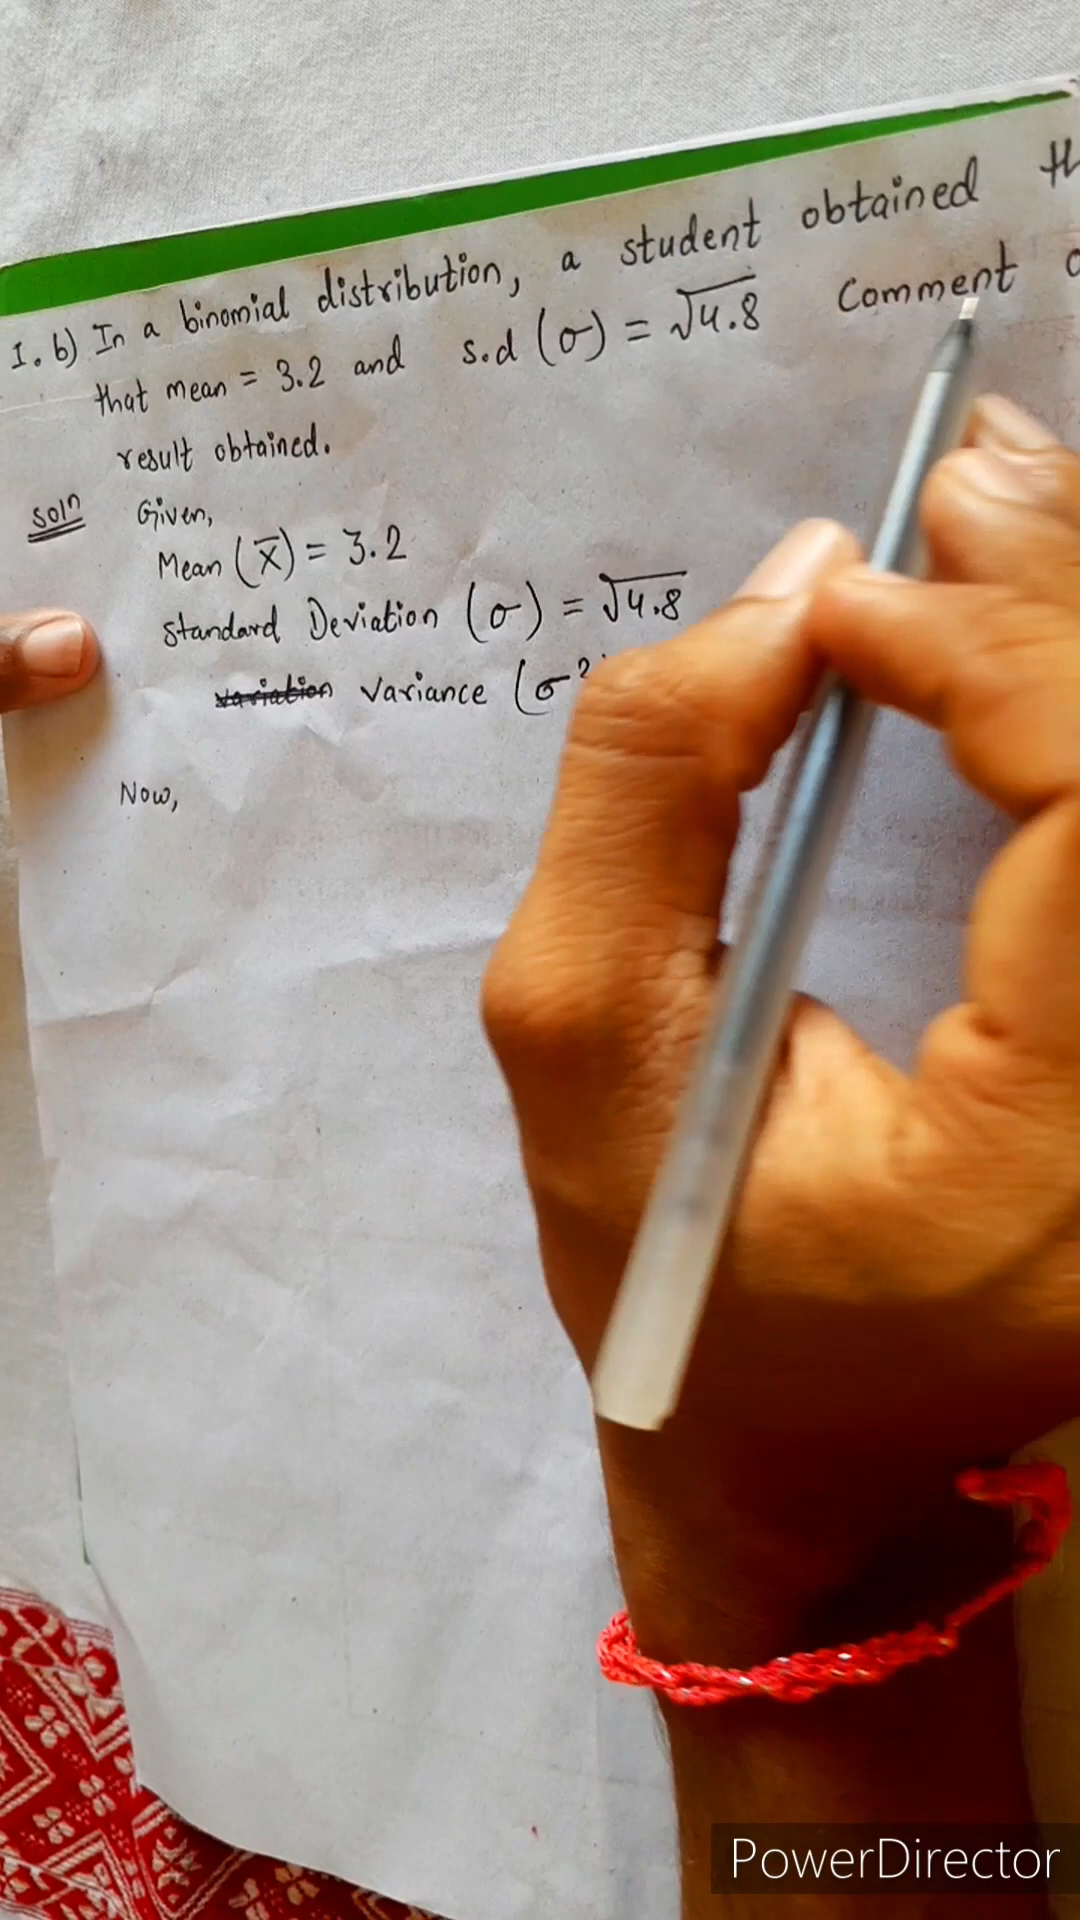 1. b) In a binomial distribution, a student obtained
that mean = 3.2 and s.d (σ) = √4.8 Comment
result obtained.
Soln Given,
Mean (x̄) = 3.2
Standard Deviation (σ) = √4.8
variation variance (σ²
Now,
PowerDirector